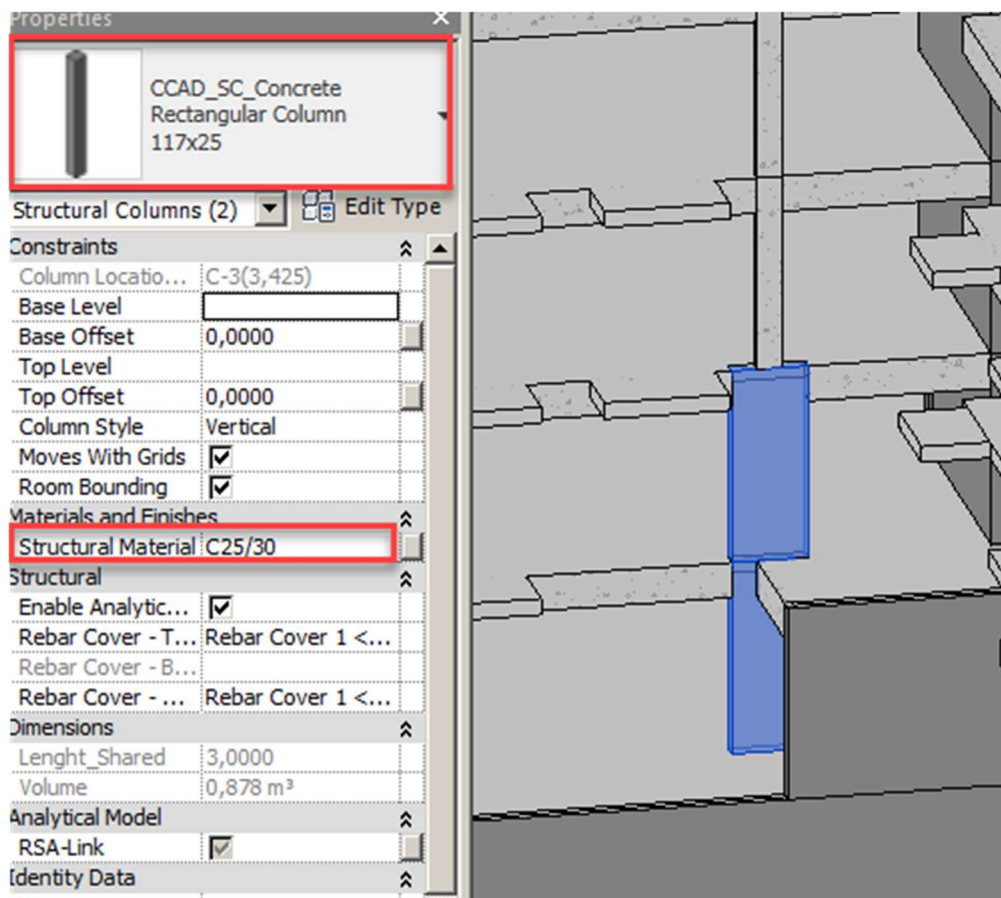 Properties
CCAD_SC_Concrete
Rectangular Column
117x25
Structural Columns (2) Edit Type
Constraints
Column Locatio... C-3(3,425)
Base Level
Base Offset 0,0000
Top Level
Top Offset 0,0000
Column Style Vertical
Moves With Grids
Room Bounding
Materials and Finishes
Structural Material C25/30
Structural
Enable Analytic...
Rebar Cover - T... Rebar Cover 1 <...
Rebar Cover - B...
Rebar Cover - ... Rebar Cover 1 <...
Dimensions
Lenght_Shared 3,0000
Volume 0,878 m³
Analytical Model
RSA-Link
Identity Data